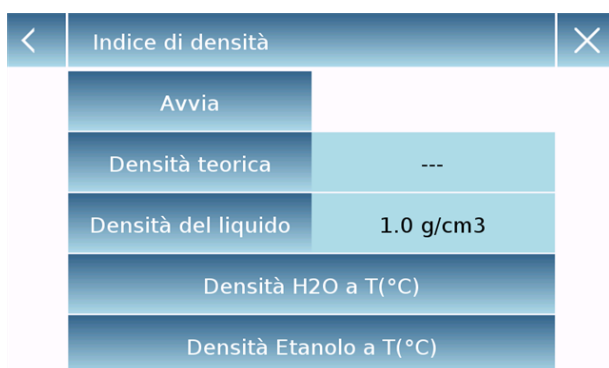 Indice di densità
Avvia
Densità teorica
---
Densità del liquido
1.0 g/cm3
Densità H2O a T(°C)
Densità Etanolo a T(°C)